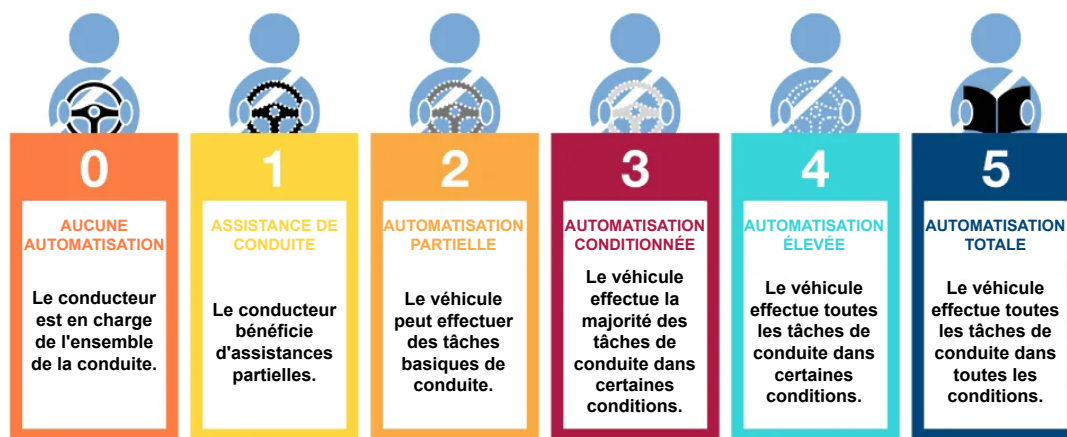 0
AUCUNE
AUTOMATISATION
Le conducteur
est en charge
de l'ensemble
de la conduite.
1
ASSISTANCE DE
CONDUITE
Le conducteur
bénéficie
d'assistances
partielles.
2
AUTOMATISATION
PARTIELLE
Le véhicule
peut effectuer
des tâches
basiques de
conduite.
3
AUTOMATISATION
CONDITIONNÉE
Le véhicule
effectue la
majorité des
tâches de
conduite dans
certaines
conditions.
4
AUTOMATISATION
ÉLEVÉE
Le véhicule
effectue toutes
les tâches de
conduite dans
certaines
conditions.
5
AUTOMATISATION
TOTALE
Le véhicule
effectue toutes
les tâches de
conduite dans
toutes les
conditions.